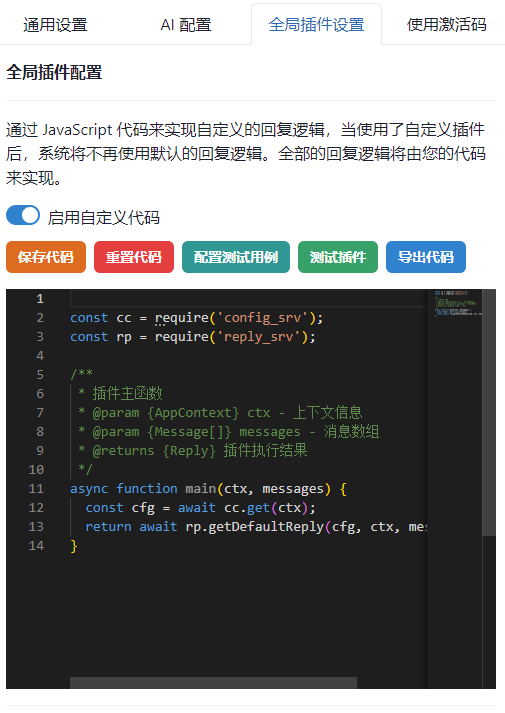 通用设置 AI 配置 全局插件设置 使用激活码
全局插件配置
通过 JavaScript 代码来实现自定义的回复逻辑，当使用了自定义插件
后，系统将不再使用默认的回复逻辑。全部的回复逻辑将由您的代码
来实现。
启用自定义代码
保存代码 重置代码 配置测试用例 测试插件 导出代码
1
2 const cc = require('config_srv');
3 const rp = require('reply_srv');
4
5 /**
6  * 插件主函数
7  * @param {AppContext} ctx - 上下文信息
8  * @param {Message[]} messages - 消息数组
9  * @returns {Reply} 插件执行结果
10  */
11 async function main(ctx, messages) {
12   const cfg = await cc.get(ctx);
13   return await rp.getDefaultReply(cfg, ctx, mes
14 }